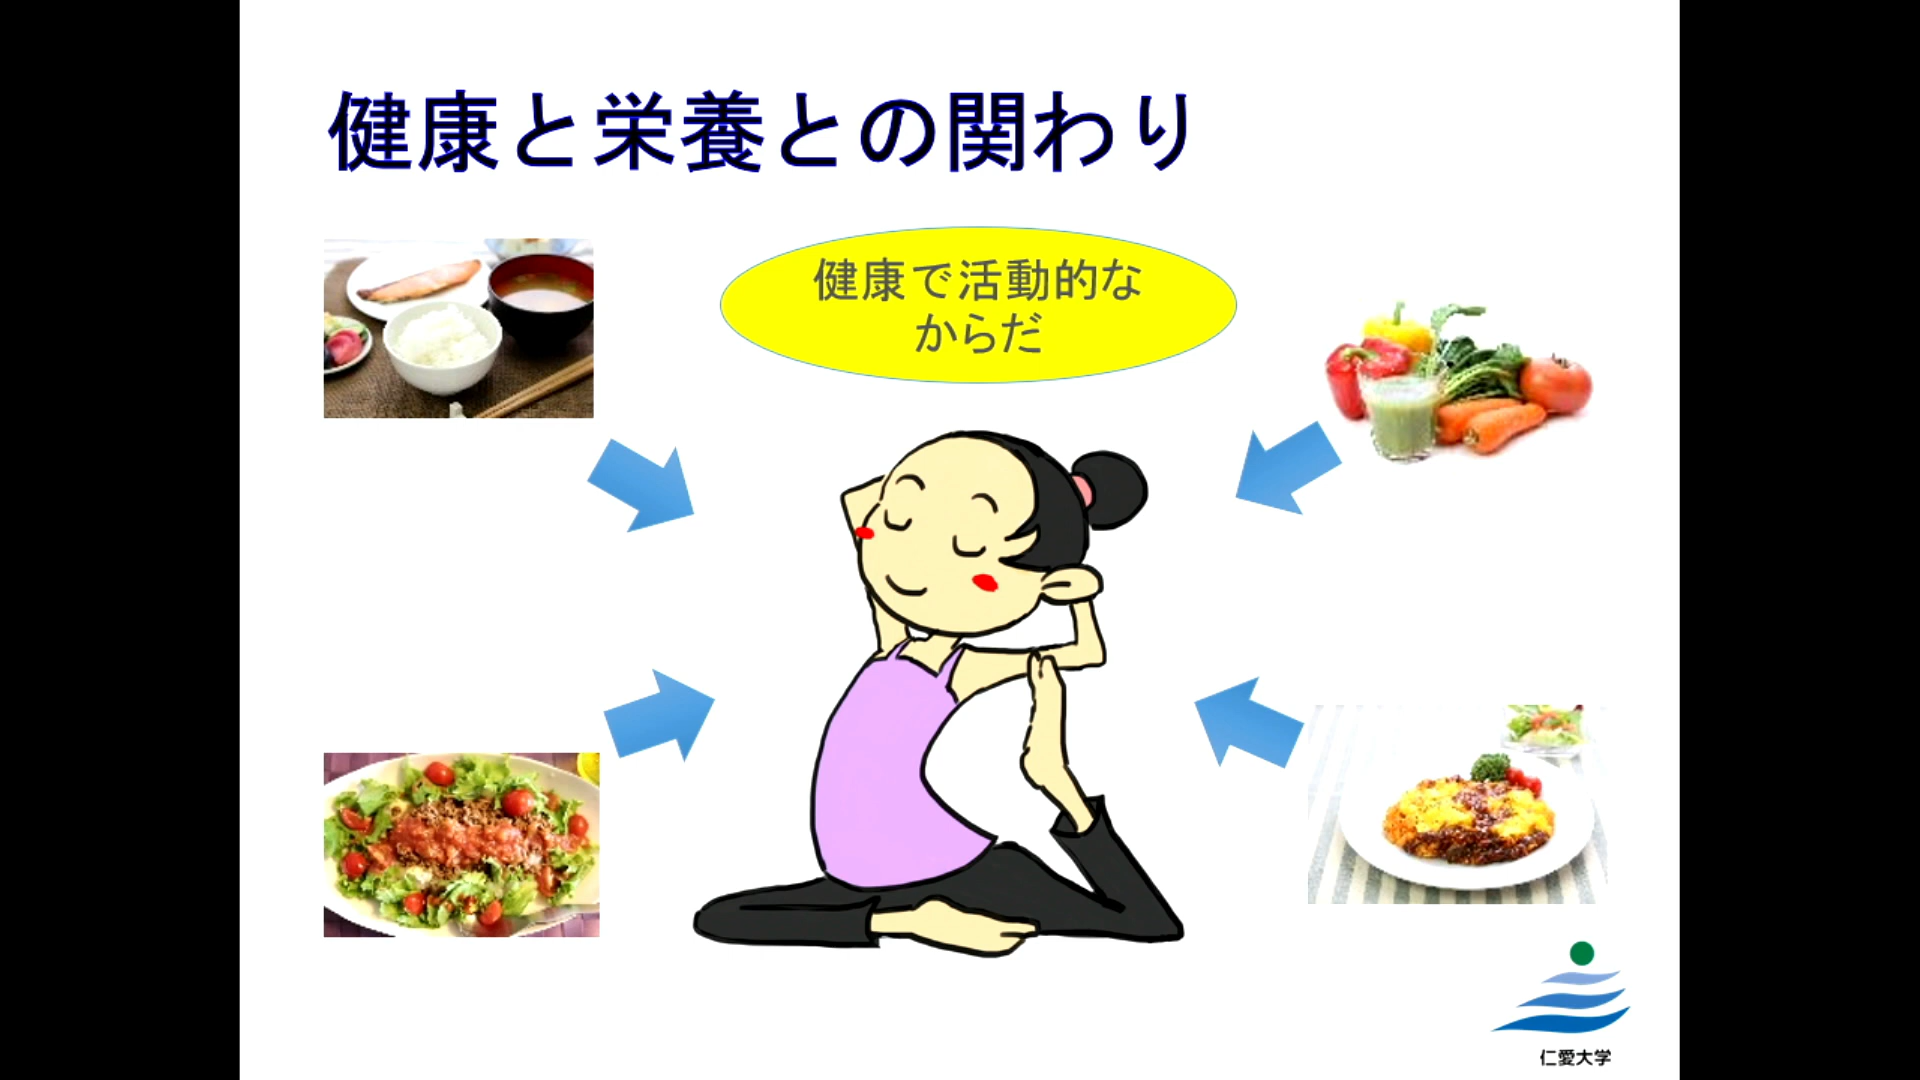 健康と栄養との関わり
健康で活動的な
からだ
仁愛大学